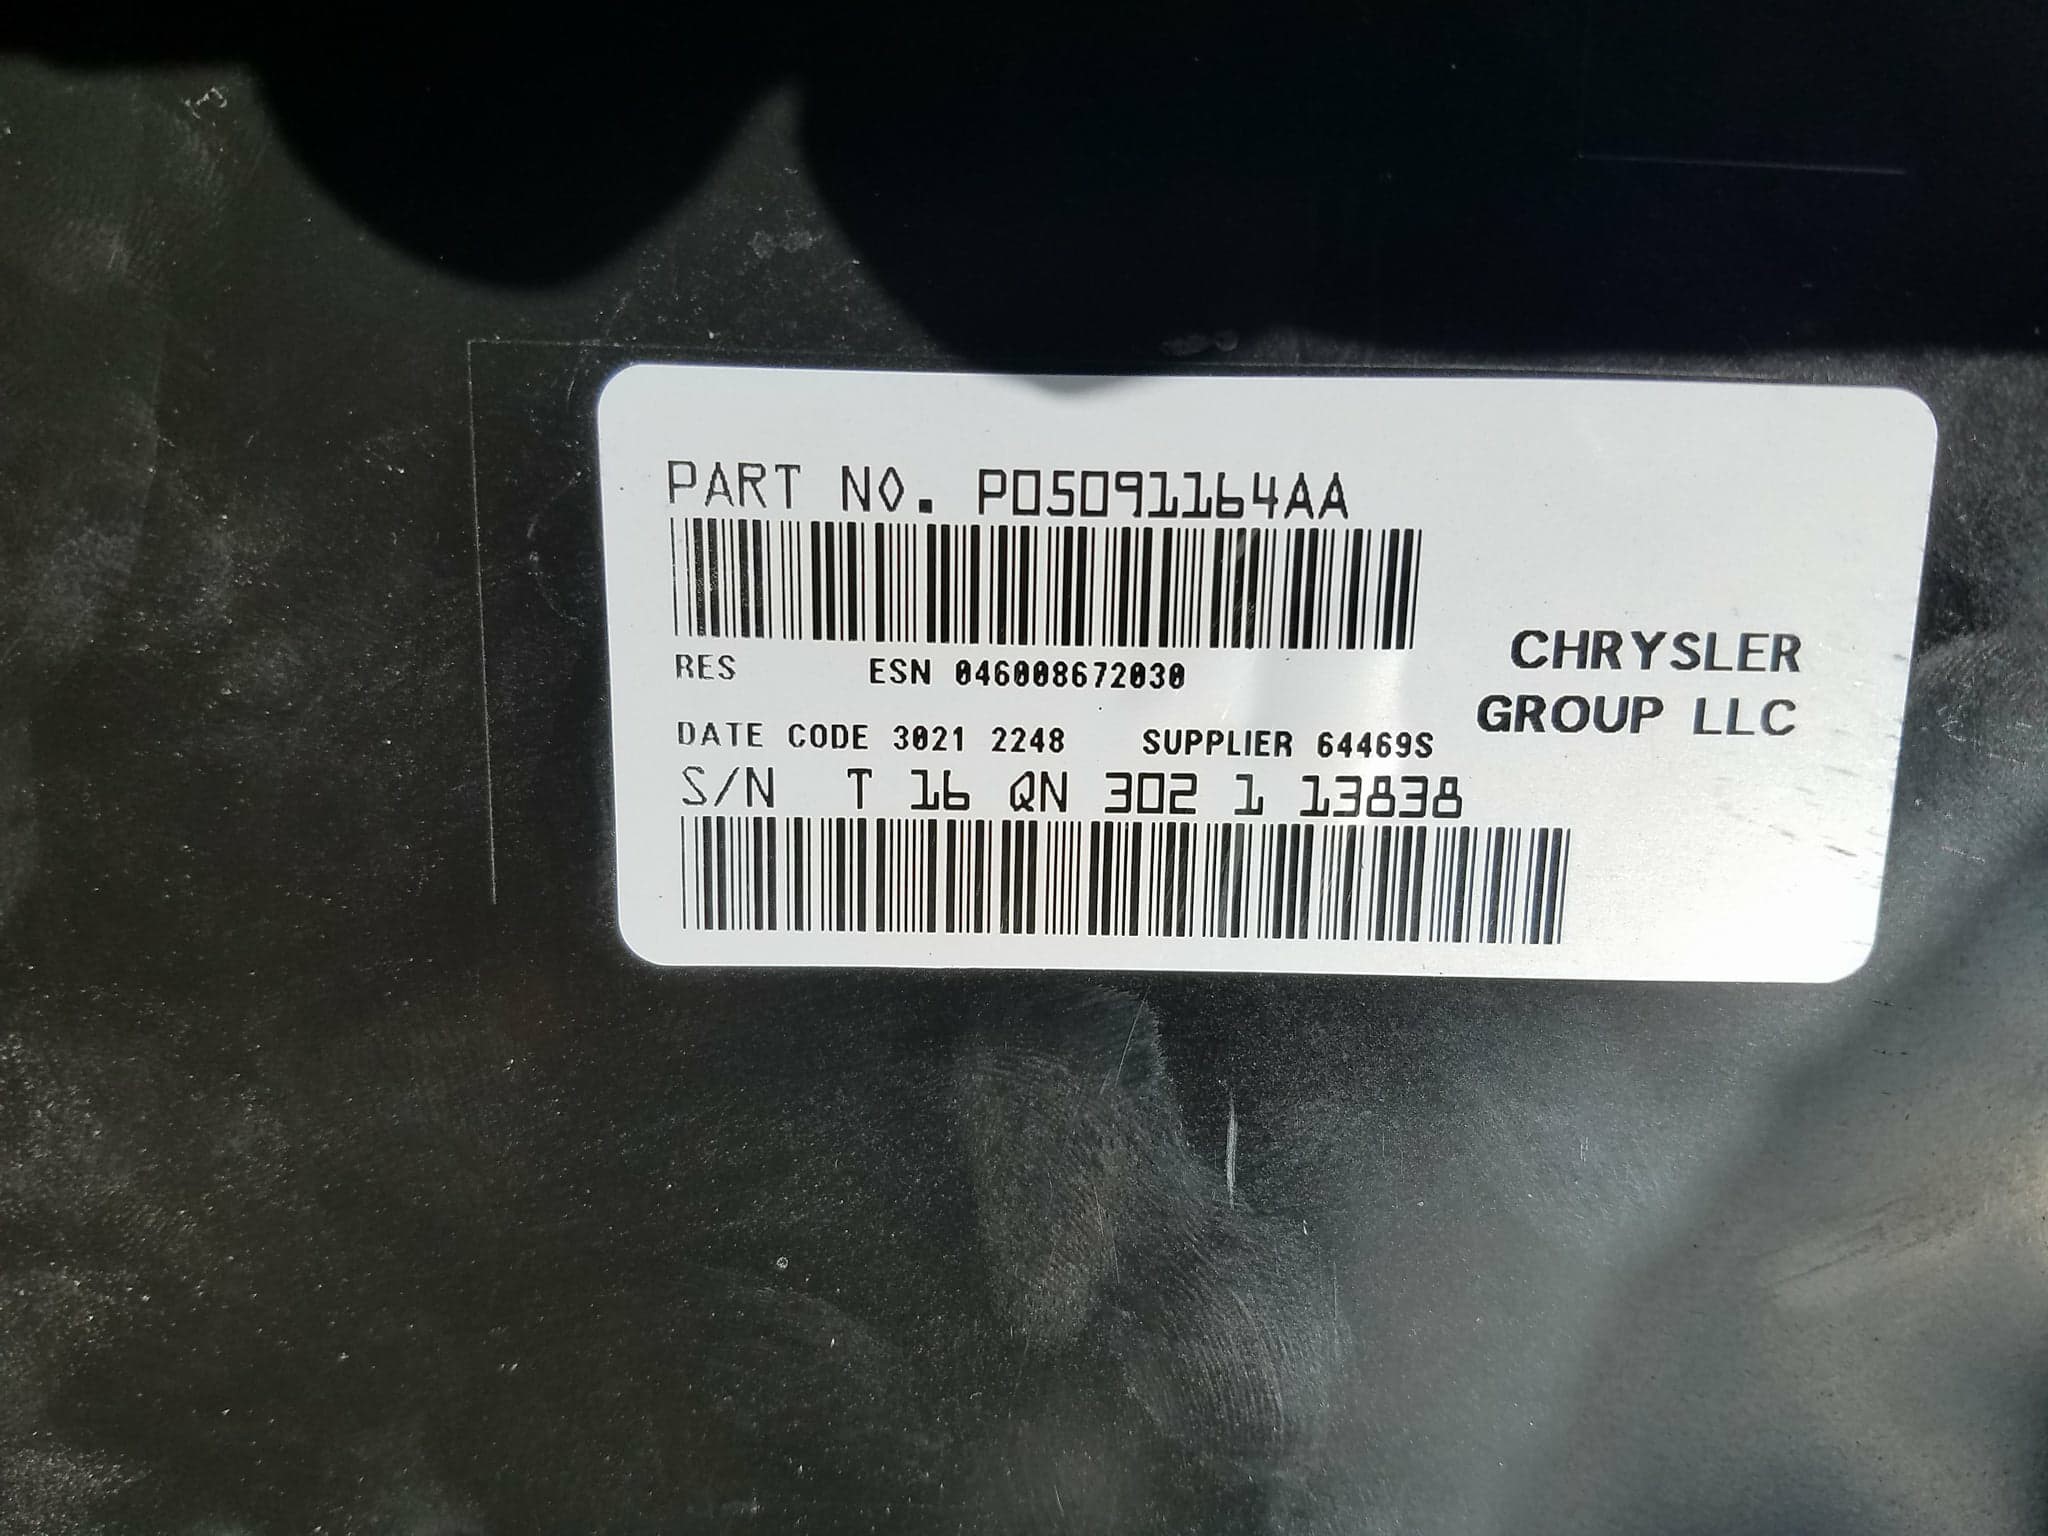 PART NO. P05091164AA
RES ESN 046008672030
CHRYSLER
GROUP LLC
DATE CODE 3021 2248 SUPPLIER 64469S
S/N T 16 QN 302 1 13838